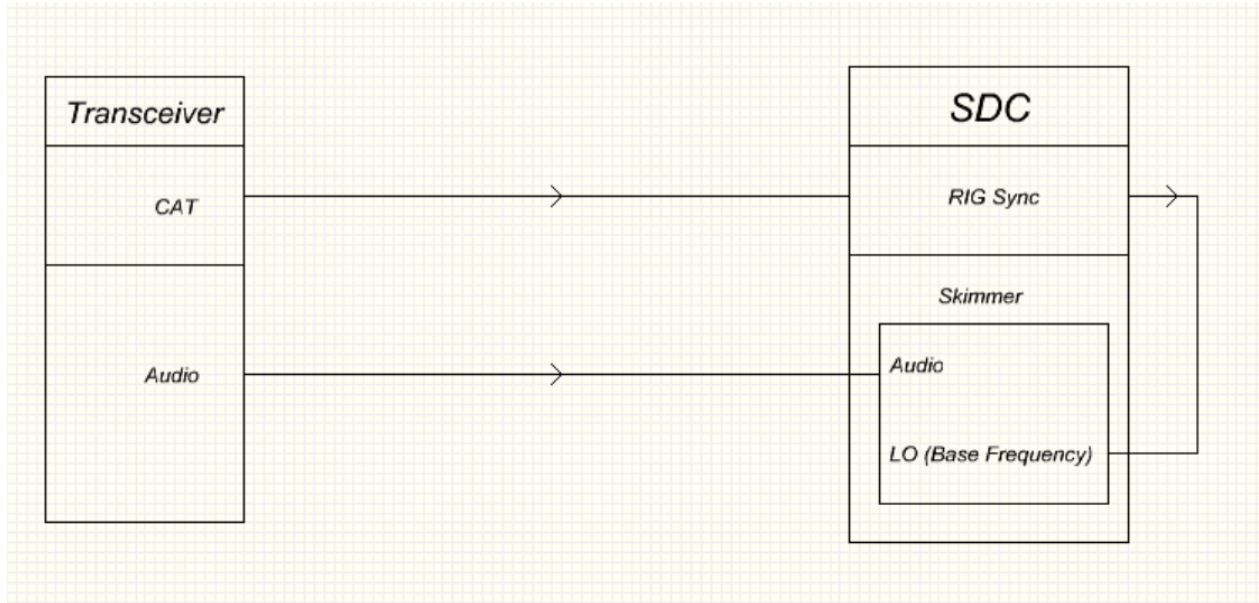 Transceiver
CAT
Audio
SDC
RIG Sync
Skimmer
Audio
LO (Base Frequency)